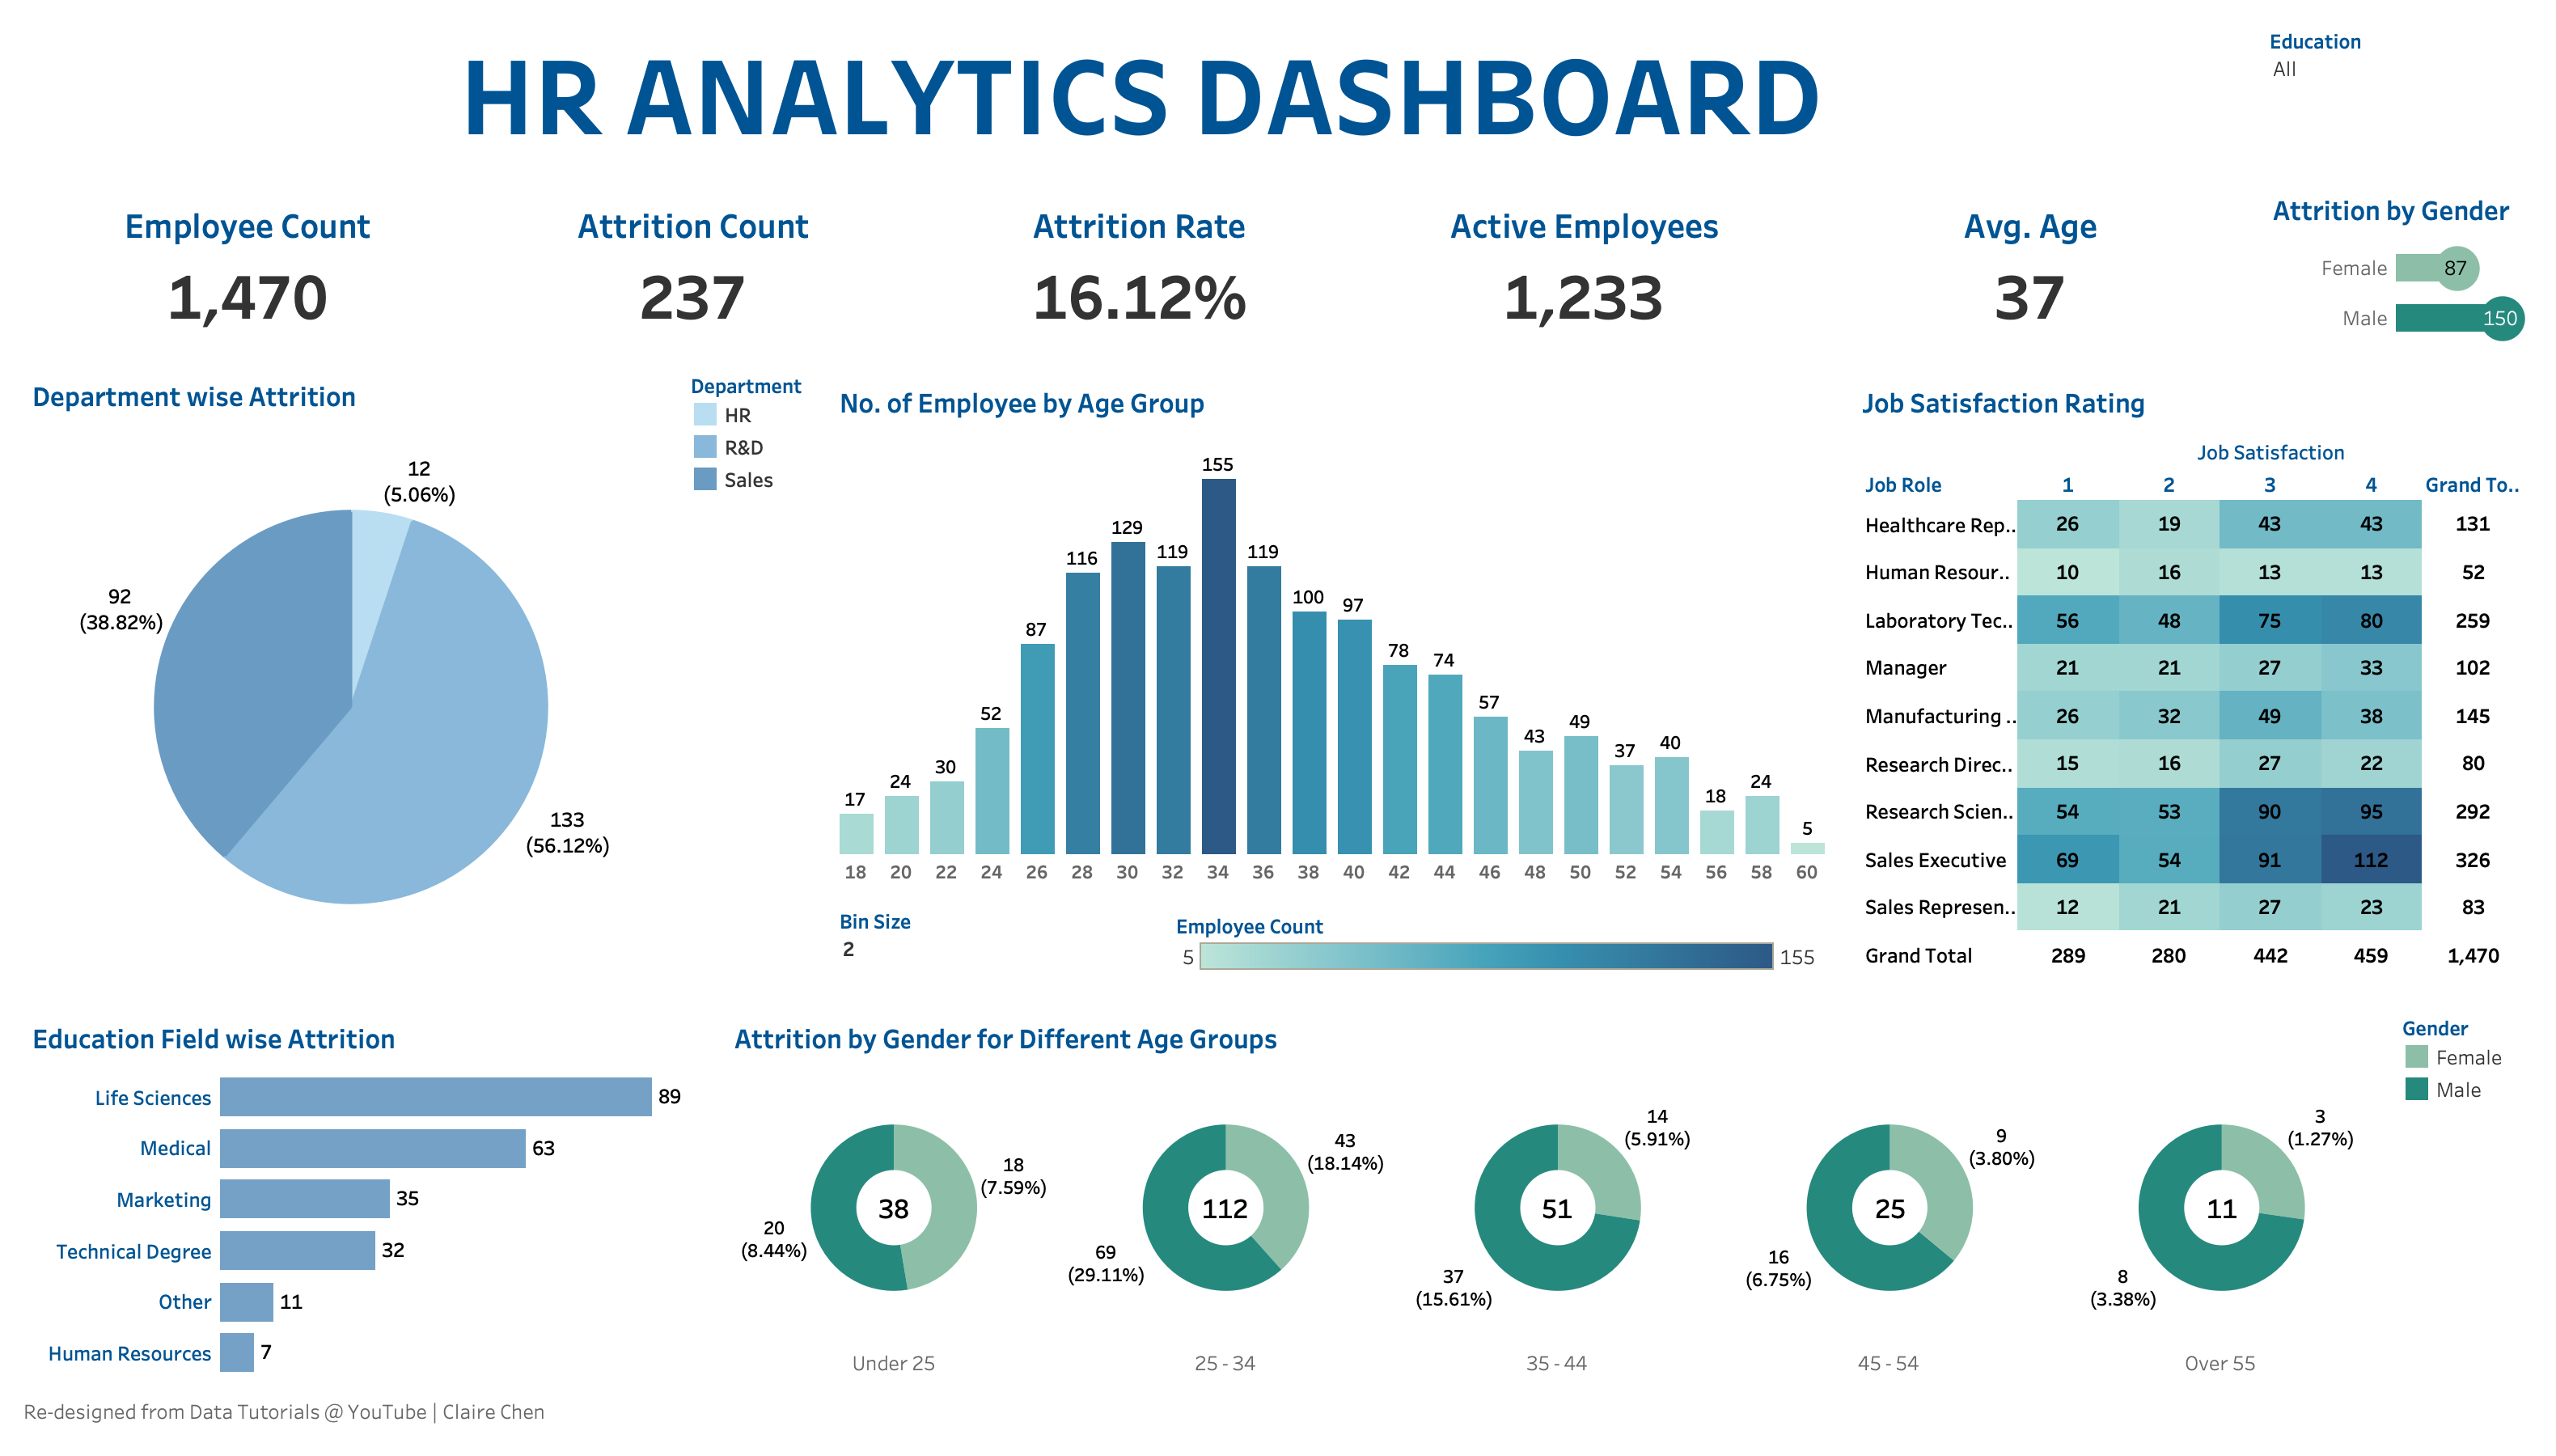 HR ANALYTICS DASHBOARD
Education
All
Employee Count
1,470
Attrition Count
237
Attrition Rate
16.12%
Active Employees
1,233
Avg. Age
37
Attrition by Gender
Female 87
Male 150
Department wise Attrition
Department
HR
R&D
Sales
12
(5.06%)
92
(38.82%)
133
(56.12%)
No. of Employee by Age Group
17 24 30 52 87 116 129 119 155 119 100 97 78 74 57 43 49 37 40 18 24 5
18 20 22 24 26 28 30 32 34 36 38 40 42 44 46 48 50 52 54 56 58 60
Bin Size
2
Employee Count
5 155
Job Satisfaction Rating
Job Satisfaction
Job Role 1 2 3 4 Grand To..
Healthcare Rep.. 26 19 43 43 131
Human Resour.. 10 16 13 13 52
Laboratory Tec.. 56 48 75 80 259
Manager 21 21 27 33 102
Manufacturing .. 26 32 49 38 145
Research Direc.. 15 16 27 22 80
Research Scien.. 54 53 90 95 292
Sales Executive 69 54 91 112 326
Sales Represen.. 12 21 27 23 83
Grand Total 289 280 442 459 1,470
Education Field wise Attrition
Life Sciences 89
Medical 63
Marketing 35
Technical Degree 32
Other 11
Human Resources 7
Attrition by Gender for Different Age Groups
Gender
Female
Male
18
(7.59%)
38
20
(8.44%)
Under 25
43
(18.14%)
112
69
(29.11%)
25 - 34
14
(5.91%)
51
37
(15.61%)
35 - 44
9
(3.80%)
25
16
(6.75%)
45 - 54
3
(1.27%)
11
8
(3.38%)
Over 55
Re-designed from Data Tutorials @ YouTube | Claire Chen